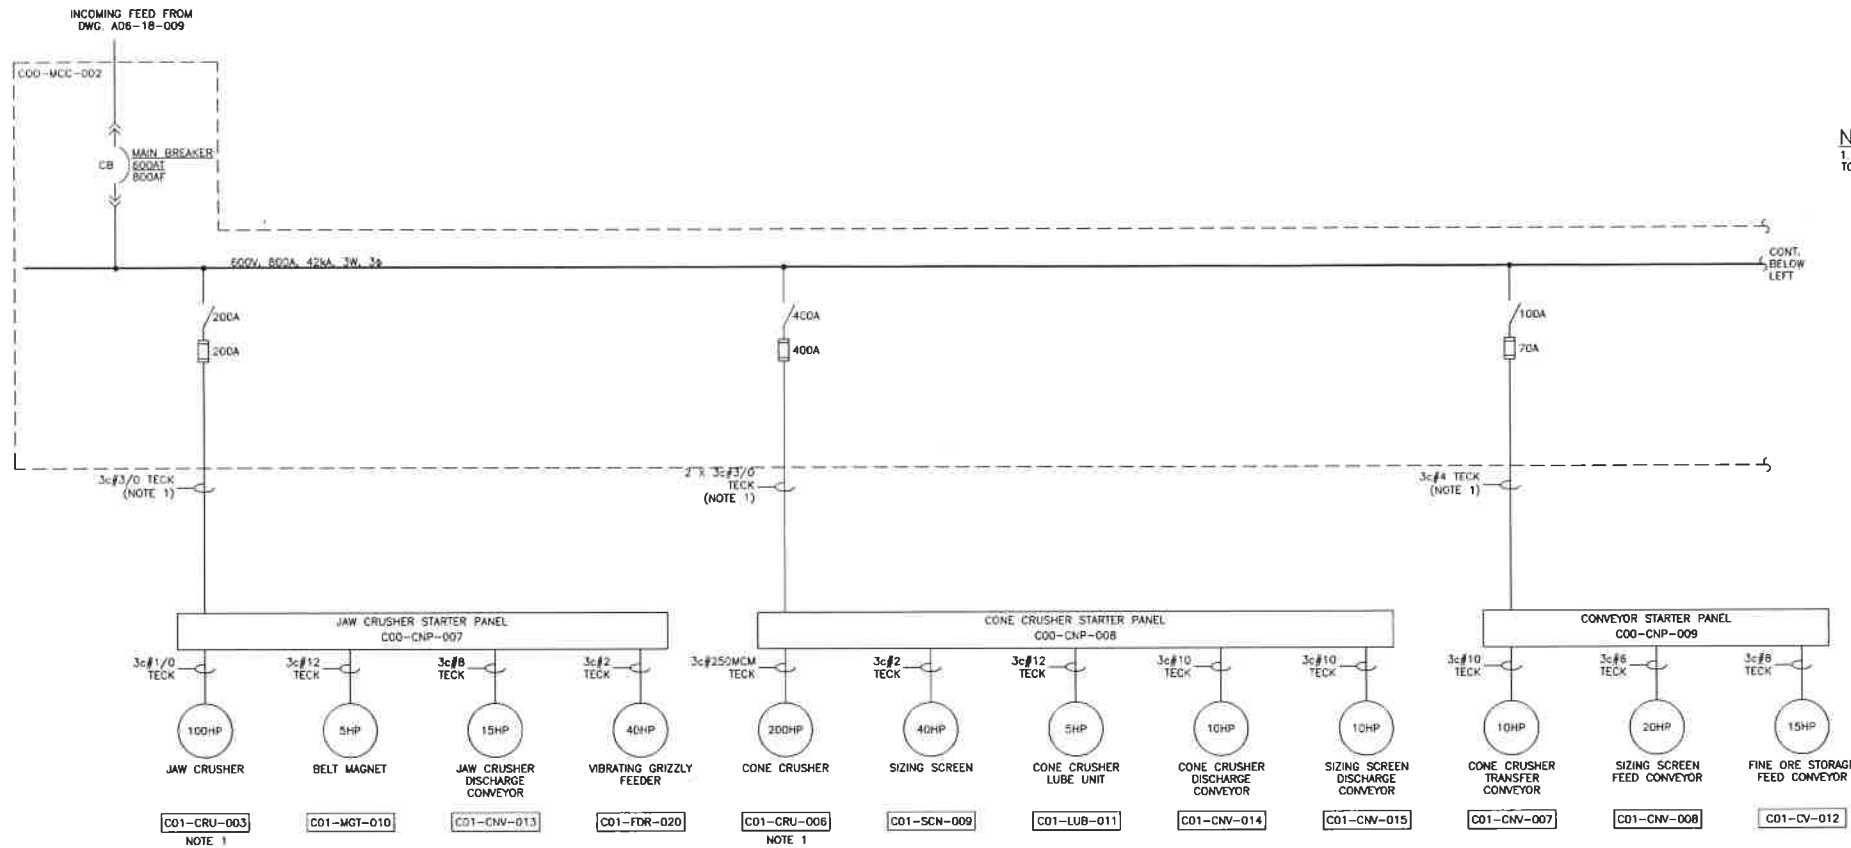 INCOMING FEED FROM
DWG. A06-18-009
C00-MCC-002
CB
MAIN BREAKER
600AT
800AF
N
1.
TO
600V, 800A, 42kA, 3W, 3ϕ
CONT.
BELOW
LEFT
200A
200A
400A
400A
100A
70A
3c#3/0 TECK
(NOTE 1)
2 X 3c#3/0
TECK
(NOTE 1)
3c#4 TECK
(NOTE 1)
JAW CRUSHER STARTER PANEL
C00-CNP-007
CONE CRUSHER STARTER PANEL
C00-CNP-008
CONVEYOR STARTER PANEL
C00-CNP-009
3c#1/0
TECK
3c#12
TECK
3c#8
TECK
3c#2
TECK
3c#250MCM
TECK
3c#2
TECK
3c#12
TECK
3c#10
TECK
3c#10
TECK
3c#10
TECK
3c#6
TECK
3c#8
TECK
100HP
5HP
15HP
40HP
200HP
40HP
5HP
10HP
10HP
10HP
20HP
15HP
JAW CRUSHER
BELT MAGNET
JAW CRUSHER
DISCHARGE
CONVEYOR
VIBRATING GRIZZLY
FEEDER
CONE CRUSHER
SIZING SCREEN
CONE CRUSHER
LUBE UNIT
CONE CRUSHER
DISCHARGE
CONVEYOR
SIZING SCREEN
DISCHARGE
CONVEYOR
CONE CRUSHER
TRANSFER
CONVEYOR
SIZING SCREEN
FEED CONVEYOR
FINE ORE STORAGE
FEED CONVEYOR
C01-CRU-003
NOTE 1
C01-MGT-010
C01-CNV-013
C01-FDR-020
C01-CRU-006
NOTE 1
C01-SCN-009
C01-LUB-011
C01-CNV-014
C01-CNV-015
C01-CNV-007
C01-CNV-008
C01-CV-012